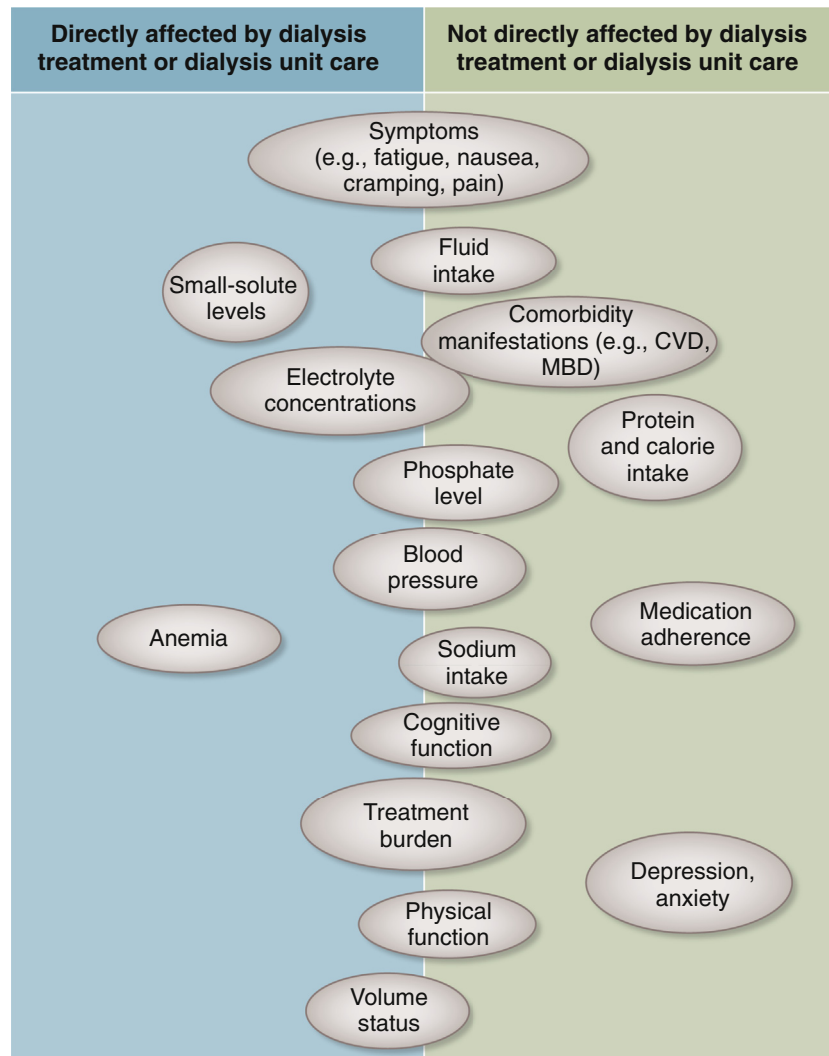 Directly affected by dialysis
treatment or dialysis unit care
Not directly affected by dialysis
treatment or dialysis unit care
Symptoms
(e.g., fatigue, nausea,
cramping, pain)
Fluid
intake
Small-solute
levels
Comorbidity
manifestations (e.g., CVD,
MBD)
Electrolyte
concentrations
Protein
and calorie
intake
Phosphate
level
Blood
pressure
Medication
adherence
Anemia
Sodium
intake
Cognitive
function
Treatment
burden
Depression,
anxiety
Physical
function
Volume
status